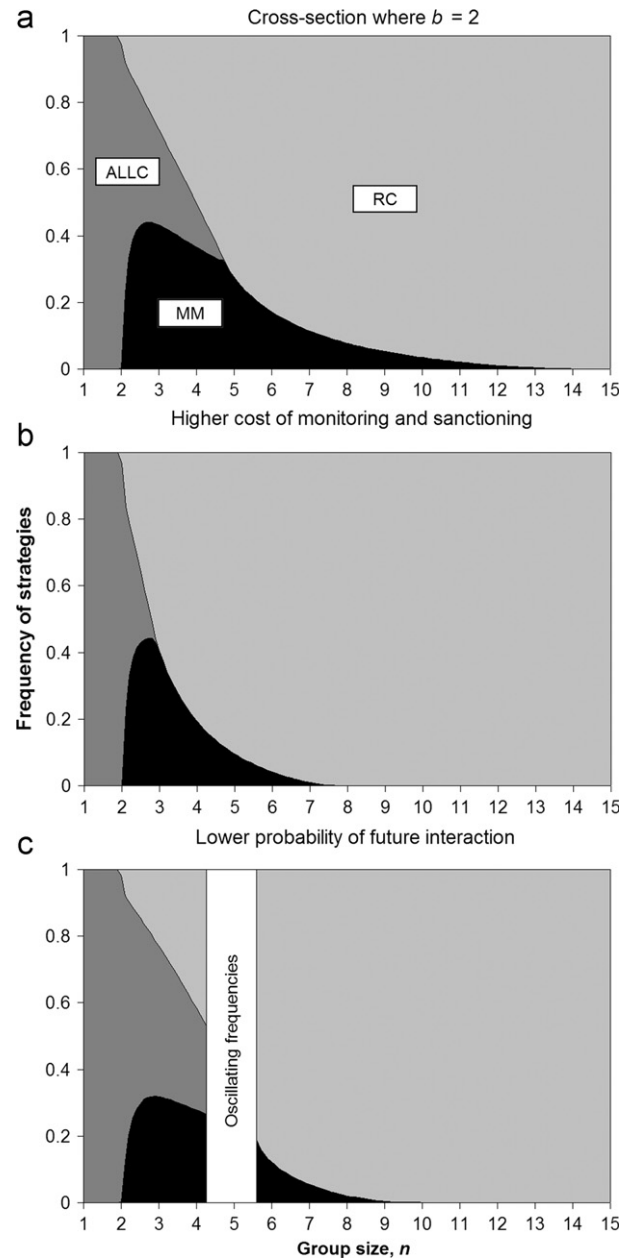 a
Cross-section where b = 2
1
0.8
0.6
0.4
0.2
0
ALLC
RC
MM
1 2 3 4 5 6 7 8 9 10 11 12 13 14 15
Higher cost of monitoring and sanctioning
b
Frequency of strategies
1
0.8
0.6
0.4
0.2
0
1 2 3 4 5 6 7 8 9 10 11 12 13 14 15
Lower probability of future interaction
c
1
0.8
0.6
0.4
0.2
0
Oscillating frequencies
1 2 3 4 5 6 7 8 9 10 11 12 13 14 15
Group size, n